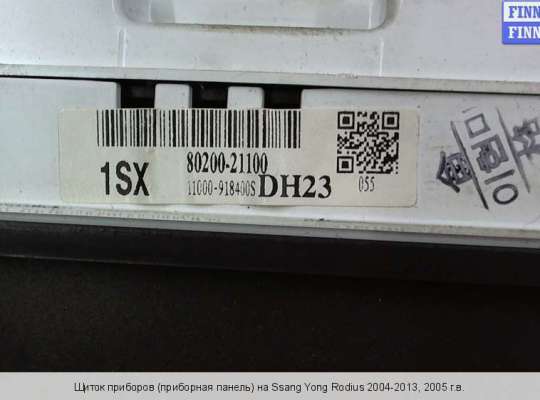 FINN
FINN
80200-21100
1SX
11000-918400S DH23
055
Щиток приборов (приборная панель) на Ssang Yong Rodius 2004-2013, 2005 г.в.